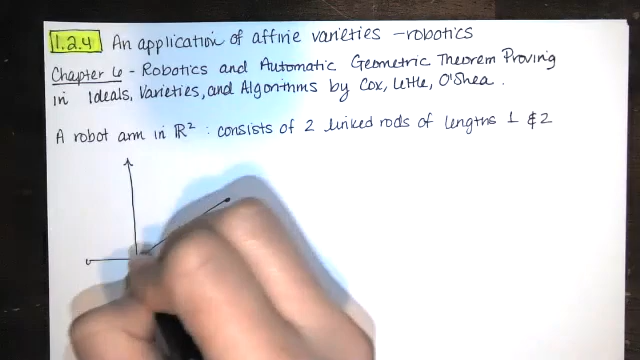 1.2.4 An application of affine varieties - robotics
Chapter 6 - Robotics and Automatic Geometric Theorem Proving
in Ideals, Varieties, and Algorithms by Cox, Little, O'Shea.
A robot arm in ℝ² : consists of 2 linked rods of lengths 1 & 2